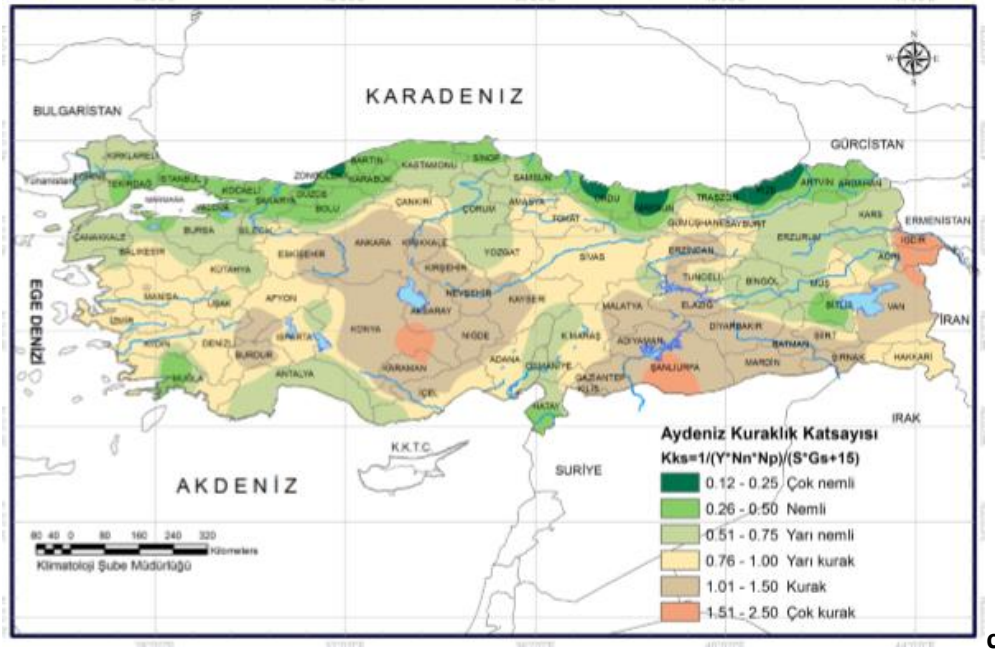 N
W E
S
KARADENİZ
BULGARİSTAN
GÜRCİSTAN
Yunanistan
KIRKLARELİ
EDİRNE
TEKİRDAĞ
İSTANBUL
KOCAELİ
SAKARYA
DÜZCE
BOLU
ZONGULDAK
BARTIN
KARABÜK
KASTAMONU
SİNOP
SAMSUN
ORDU
GİRESUN
TRABZON
RİZE
ARTVİN
ARDAHAN
MARMARA
YALOVA
ÇANKIRI
ÇORUM
AMASYA
TOKAT
GÜMÜŞHANE
BAYBURT
KARS
ERMENİSTAN
ÇANAKKALE
BALIKESİR
BURSA
BİLECİK
ESKİŞEHİR
ANKARA
KIRIKKALE
YOZGAT
SİVAS
ERZİNCAN
ERZURUM
IĞDIR
AĞRI
EGE DENİZİ
KÜTAHYA
KIRŞEHİR
TUNCELİ
BİNGÖL
MUŞ
MANİSA
UŞAK
AFYON
NEVŞEHİR
AKSARAY
KAYSERİ
MALATYA
ELAZIĞ
BİTLİS
VAN
İRAN
İZMİR
AYDIN
DENİZLİ
ISPARTA
BURDUR
KONYA
NİĞDE
K.MARAŞ
ADIYAMAN
DİYARBAKIR
BATMAN
SİİRT
MUĞLA
ANTALYA
KARAMAN
İÇEL
ADANA
OSMANİYE
GAZİANTEP
KİLİS
ŞANLIURFA
MARDİN
ŞIRNAK
HAKKARİ
HATAY
IRAK
K.K.T.C.
SURİYE
AKDENİZ
Aydeniz Kuraklık Katsayısı
Kks=1/(Y*Nn*Np)/(S*Gs+15)
0.12 - 0.25 Çok nemli
0.26 - 0.50 Nemli
0.51 - 0.75 Yarı nemli
0.76 - 1.00 Yarı kurak
1.01 - 1.50 Kurak
1.51 - 2.50 Çok kurak
80 40 0 80 160 240 320
Kilometers
Klimatoloji Şube Müdürlüğü